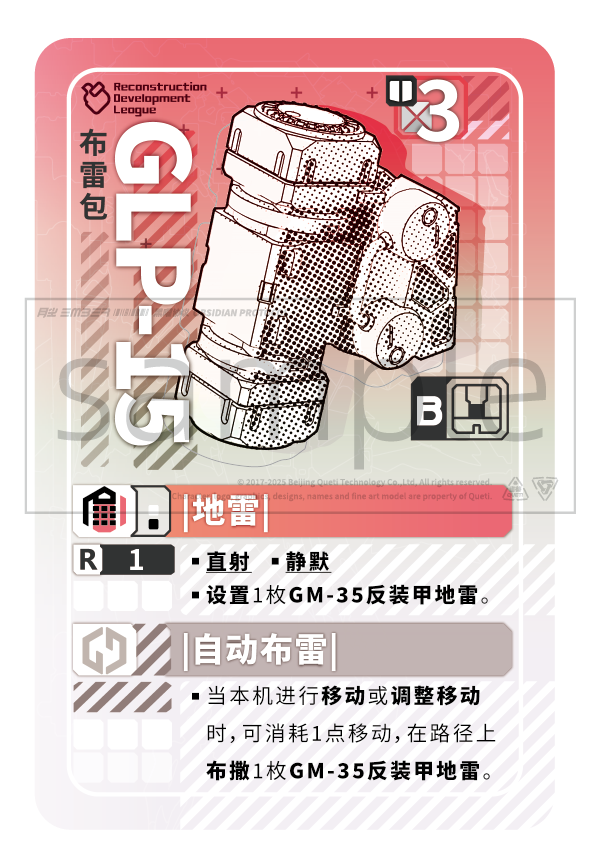 Reconstruction
Development
League
3
布雷包
GLP-15
EMBER
OBSIDIAN PROTOCOL
sample
B
© 2017-2025 Beijing Queti Technology Co., Ltd, All rights reserved.
designs, names and fine art model are property of Queti.
|地雷|
R 1
▪直射 ▪静默
▪设置1枚GM-35反装甲地雷。
|自动布雷|
▪当本机进行移动或调整移动
时,可消耗1点移动,在路径上
布撒1枚GM-35反装甲地雷。